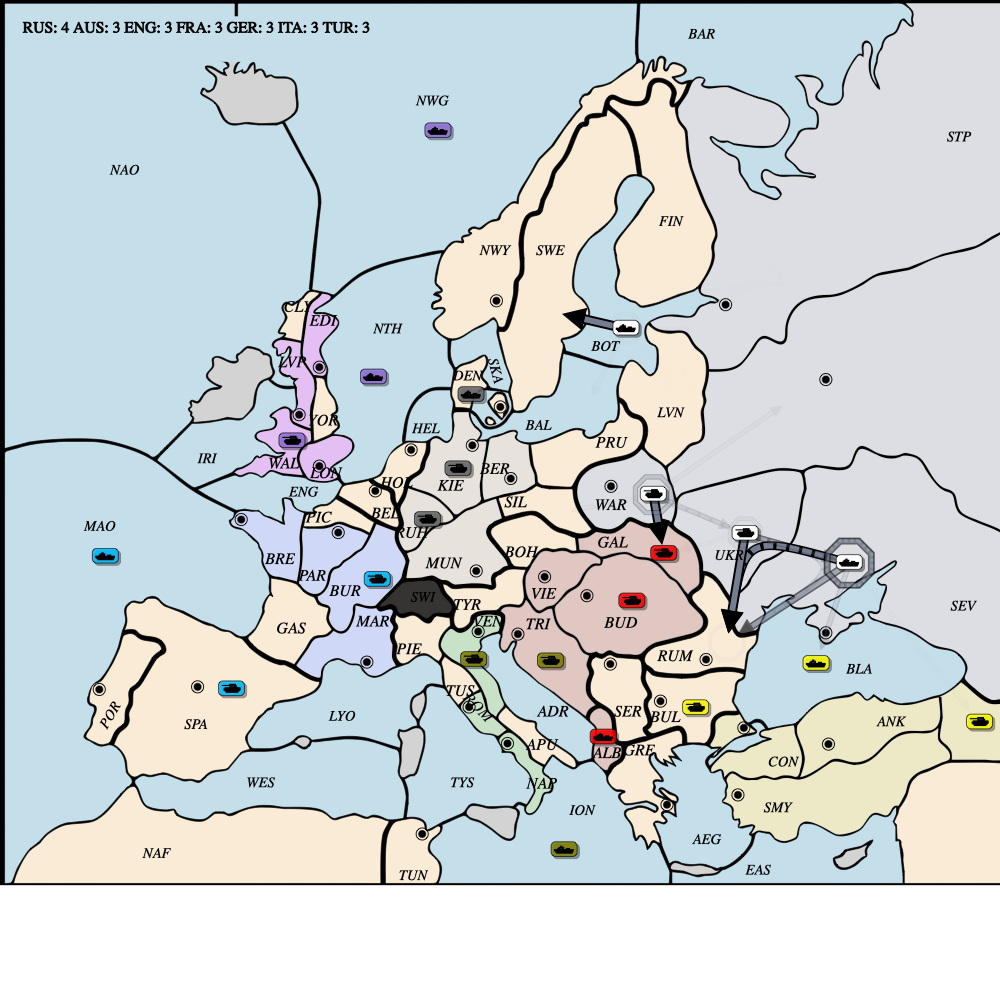 RUS: 4 AUS: 3 ENG: 3 FRA: 3 GER: 3 ITA: 3 TUR: 3
BAR
NWG
STP
NAO
FIN
NWY
SWE
CLY
EDI
NTH
BOT
LVP
SKA
DEN
LVN
YOR
HEL
BAL
PRU
IRI
WAL
LON
KIE
BER
HOL
WAR
ENG
SIL
PIC
BEL
MAO
RUH
GAL
UKR
BOH
BRE
MUN
PAR
BUR
VIE
SWI
TYR
SEV
GAS
MAR
VEN
TRI
BUD
PIE
RUM
BLA
TUS
SPA
POR
ROM
LYO
ADR
SER
BUL
ANK
APU
ALB
GRE
CON
WES
TYS
NAP
ION
SMY
AEG
NAF
TUN
EAS